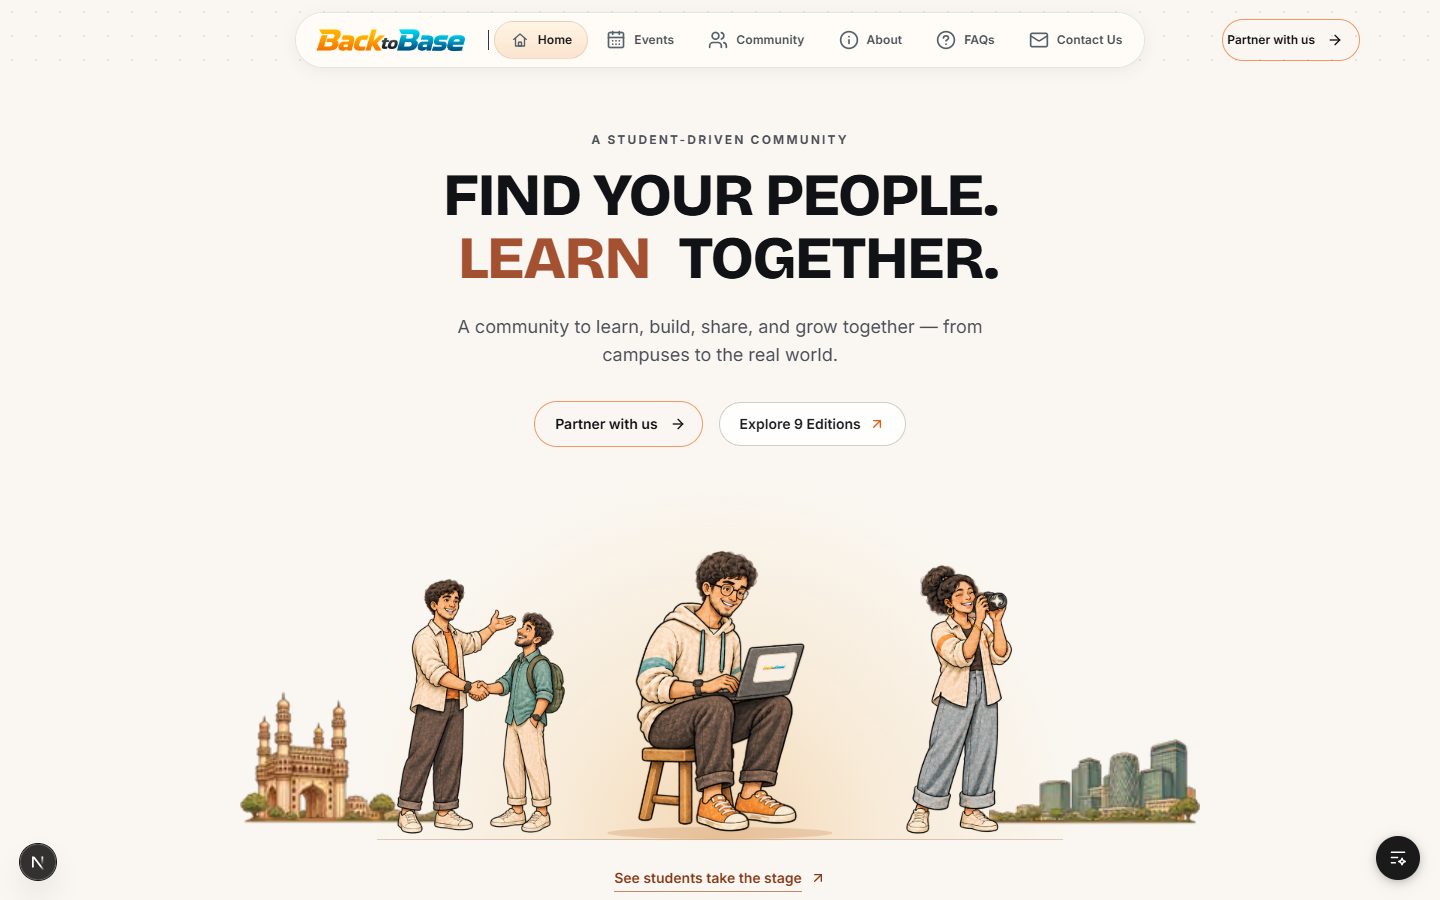 BacktoBase
Home
Events
Community
About
FAQs
Contact Us
Partner with us
A STUDENT-DRIVEN COMMUNITY
FIND YOUR PEOPLE.
LEARN TOGETHER.
A community to learn, build, share, and grow together — from
campuses to the real world.
Partner with us
Explore 9 Editions
BacktoBase
N
See students take the stage